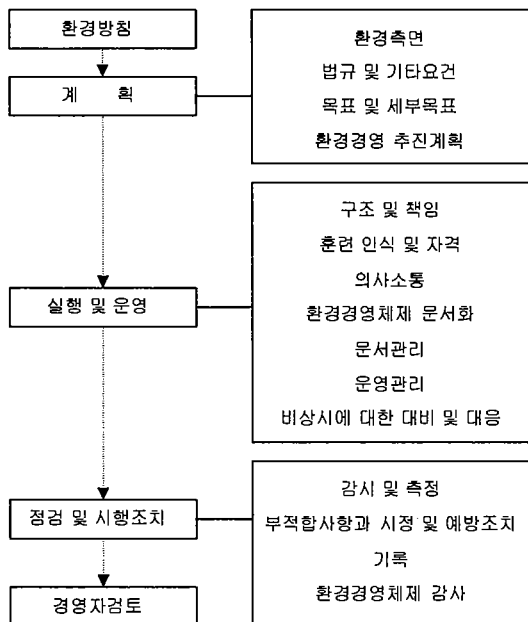 환경방침
계 획
환경측면
법규 및 기타요건
목표 및 세부목표
환경경영 추진계획
실행 및 운영
구조 및 책임
훈련 인식 및 자격
의사소통
환경경영체제 문서화
문서관리
운영관리
비상시에 대한 대비 및 대응
점검 및 시행조치
감시 및 측정
부적합사항과 시정 및 예방조치
기록
환경경영체제 감사
경영자검토